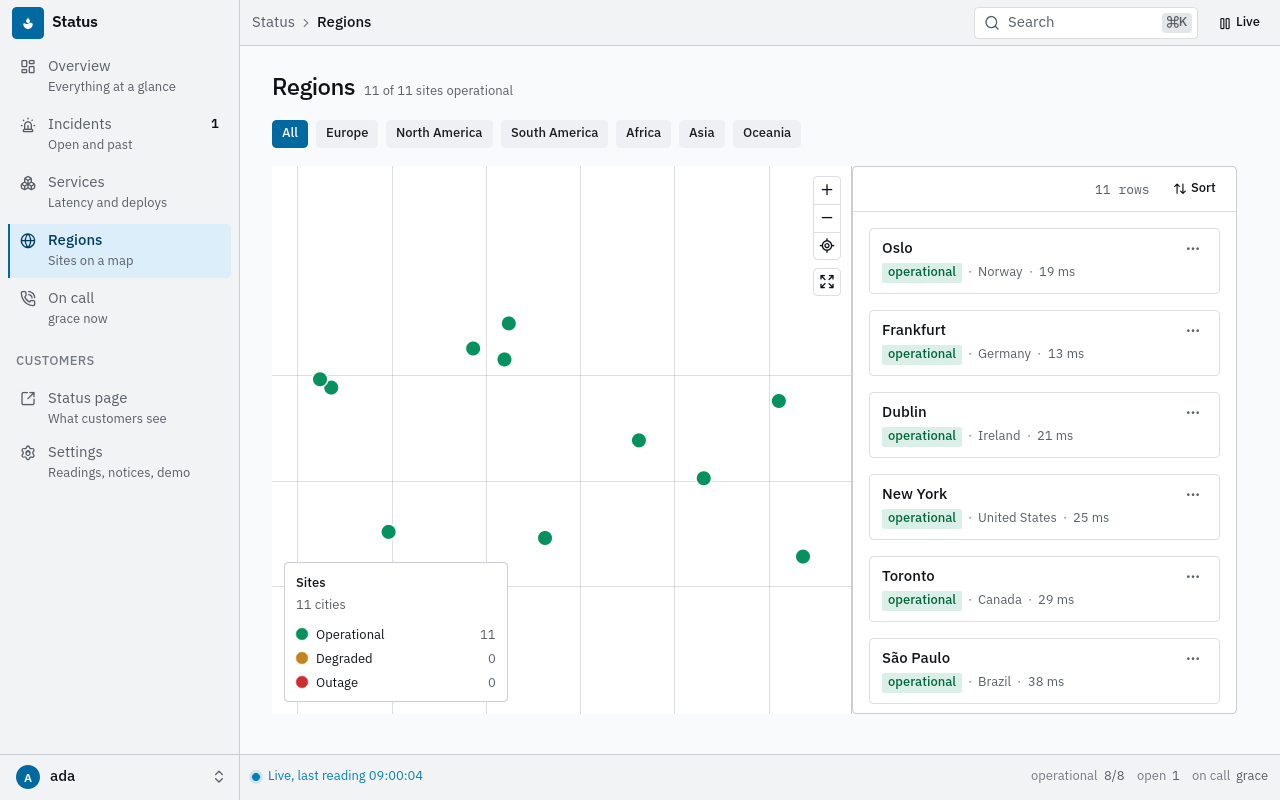 Status
Overview
Everything at a glance
Incidents
1
Open and past
Services
Latency and deploys
Regions
Sites on a map
On call
grace now
CUSTOMERS
Status page
What customers see
Settings
Readings, notices, demo
A
ada
Status
Regions
Search
⌘K
Live
Regions
11 of 11 sites operational
All
Europe
North America
South America
Africa
Asia
Oceania
Sites
11 cities
Operational 11
Degraded 0
Outage 0
11 rows
Sort
Oslo
operational · Norway · 19 ms
Frankfurt
operational · Germany · 13 ms
Dublin
operational · Ireland · 21 ms
New York
operational · United States · 25 ms
Toronto
operational · Canada · 29 ms
São Paulo
operational · Brazil · 38 ms
Live, last reading 09:00:04
operational 8/8 open 1 on call grace